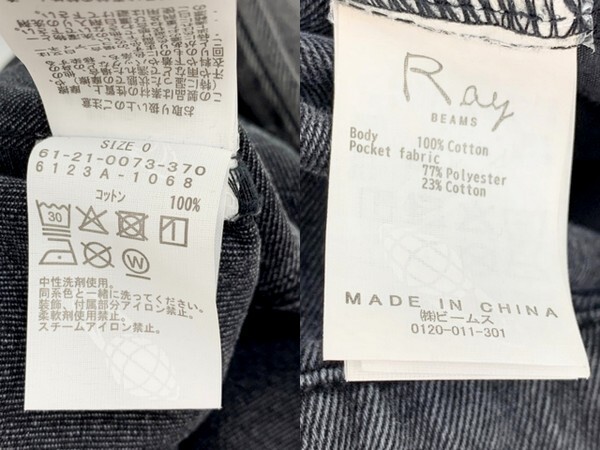 お取り扱い上のご注意
SIZE 0
61-21-0073-370
6123A-1068
コットン 100%
30
W
中性洗剤使用。
同系色と一緒に洗ってください。
装飾、付属部分アイロン禁止。
柔軟剤使用禁止。
スチームアイロン禁止。
Ray
BEAMS
Body 100% Cotton
Pocket fabric
77% Polyester
23% Cotton
MADE IN CHINA
㈱ビームス
0120-011-301